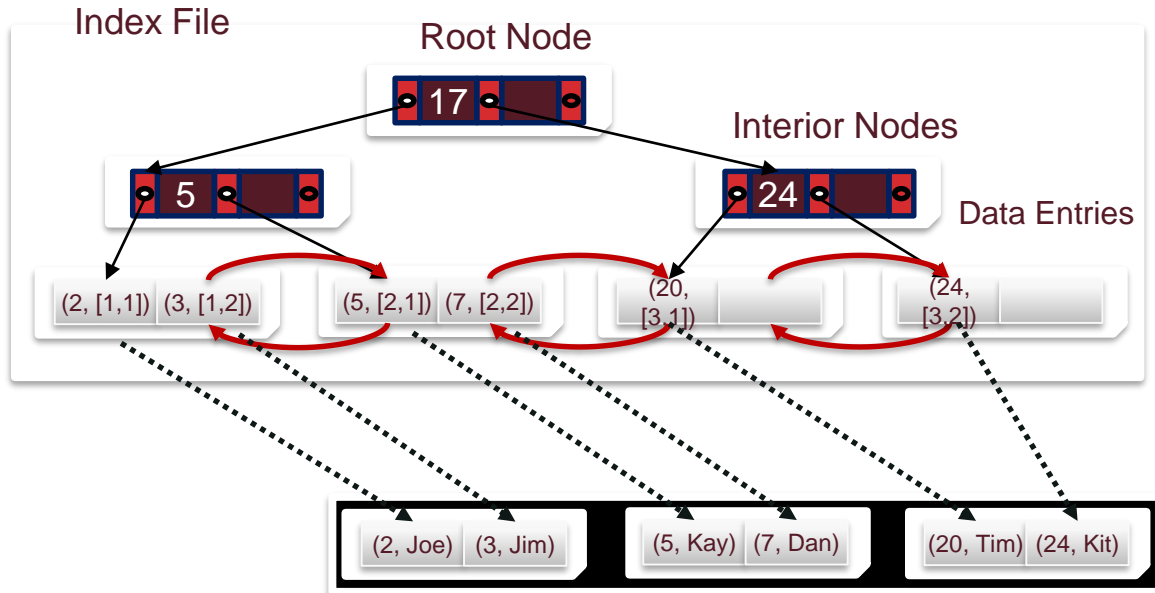 Index File
Root Node
17
Interior Nodes
5
24
Data Entries
(2, [1,1]) (3, [1,2])
(5, [2,1]) (7, [2,2])
(20,
[3,1])
(24,
[3,2])
(2, Joe) (3, Jim)
(5, Kay) (7, Dan)
(20, Tim) (24, Kit)